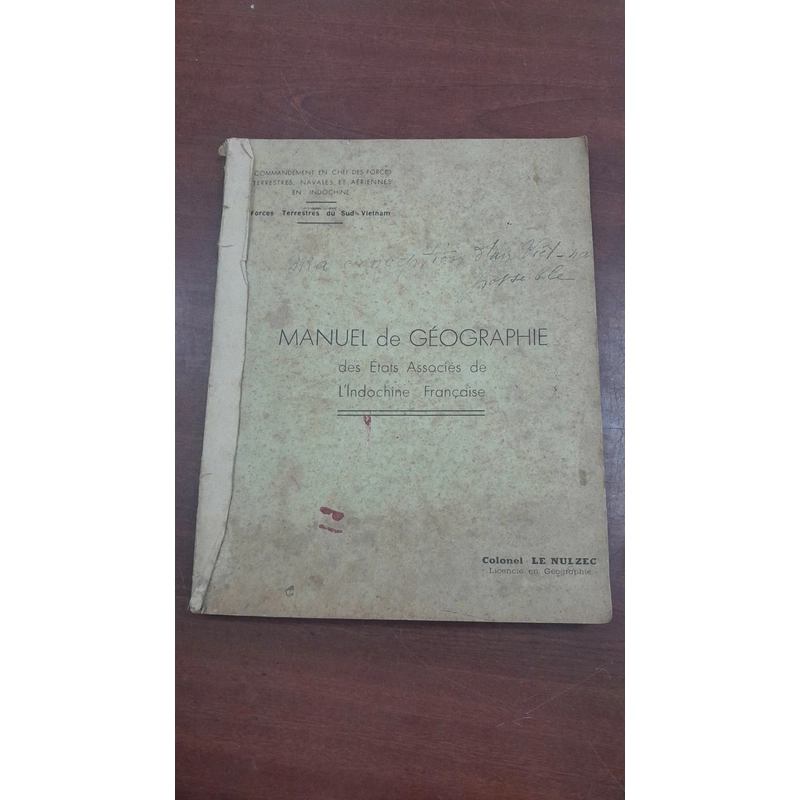 COMMANDEMENT EN CHEF DES FORCES
TERRESTRES, NAVALES ET AÉRIENNES
EN INDOCHINE
Forces Terrestres du Sud-Vietnam
possible
MANUEL de GÉOGRAPHIE
des États Associés de
L'Indochine Française
Colonel LE NULZEC
- Licencié en Géographie -